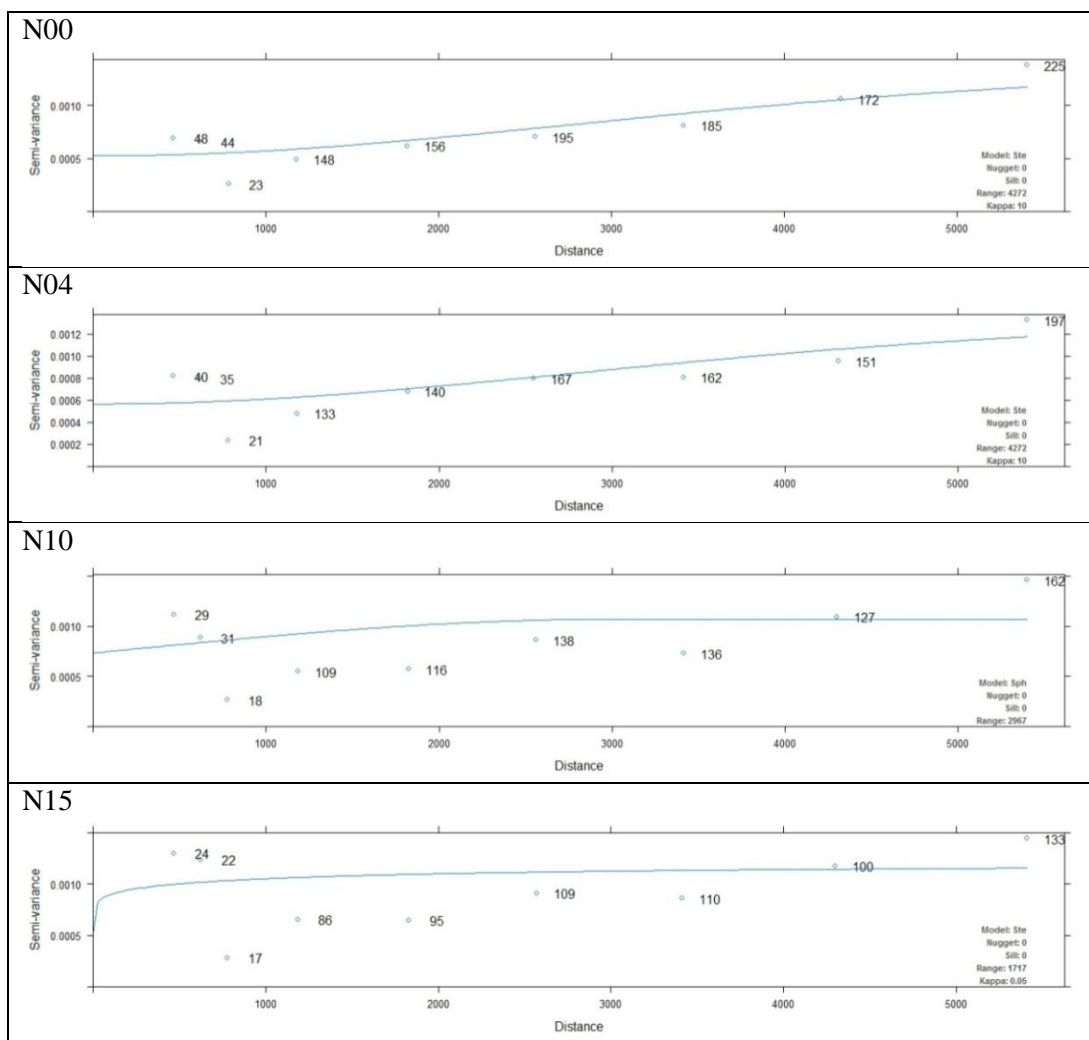 N00
Semi-variance
0.0010
0.0005
48
44
23
148
156
195
185
172
225
Model: Ste
Nugget: 0
Sill: 0
Range: 4272
Kappa: 10
1000 2000 3000 4000 5000
Distance
N04
Semi-variance
0.0012
0.0010
0.0008
0.0006
0.0004
0.0002
40
35
21
133
140
167
162
151
197
Model: Ste
Nugget: 0
Sill: 0
Range: 4272
Kappa: 10
1000 2000 3000 4000 5000
Distance
N10
Semi-variance
0.0010
0.0005
29
31
18
109
116
138
136
127
162
Model: Sph
Nugget: 0
Sill: 0
Range: 2967
1000 2000 3000 4000 5000
Distance
N15
Semi-variance
0.0010
0.0005
24
22
17
86
95
109
110
100
133
Model: Ste
Nugget: 0
Sill: 0
Range: 1717
Kappa: 0.05
1000 2000 3000 4000 5000
Distance